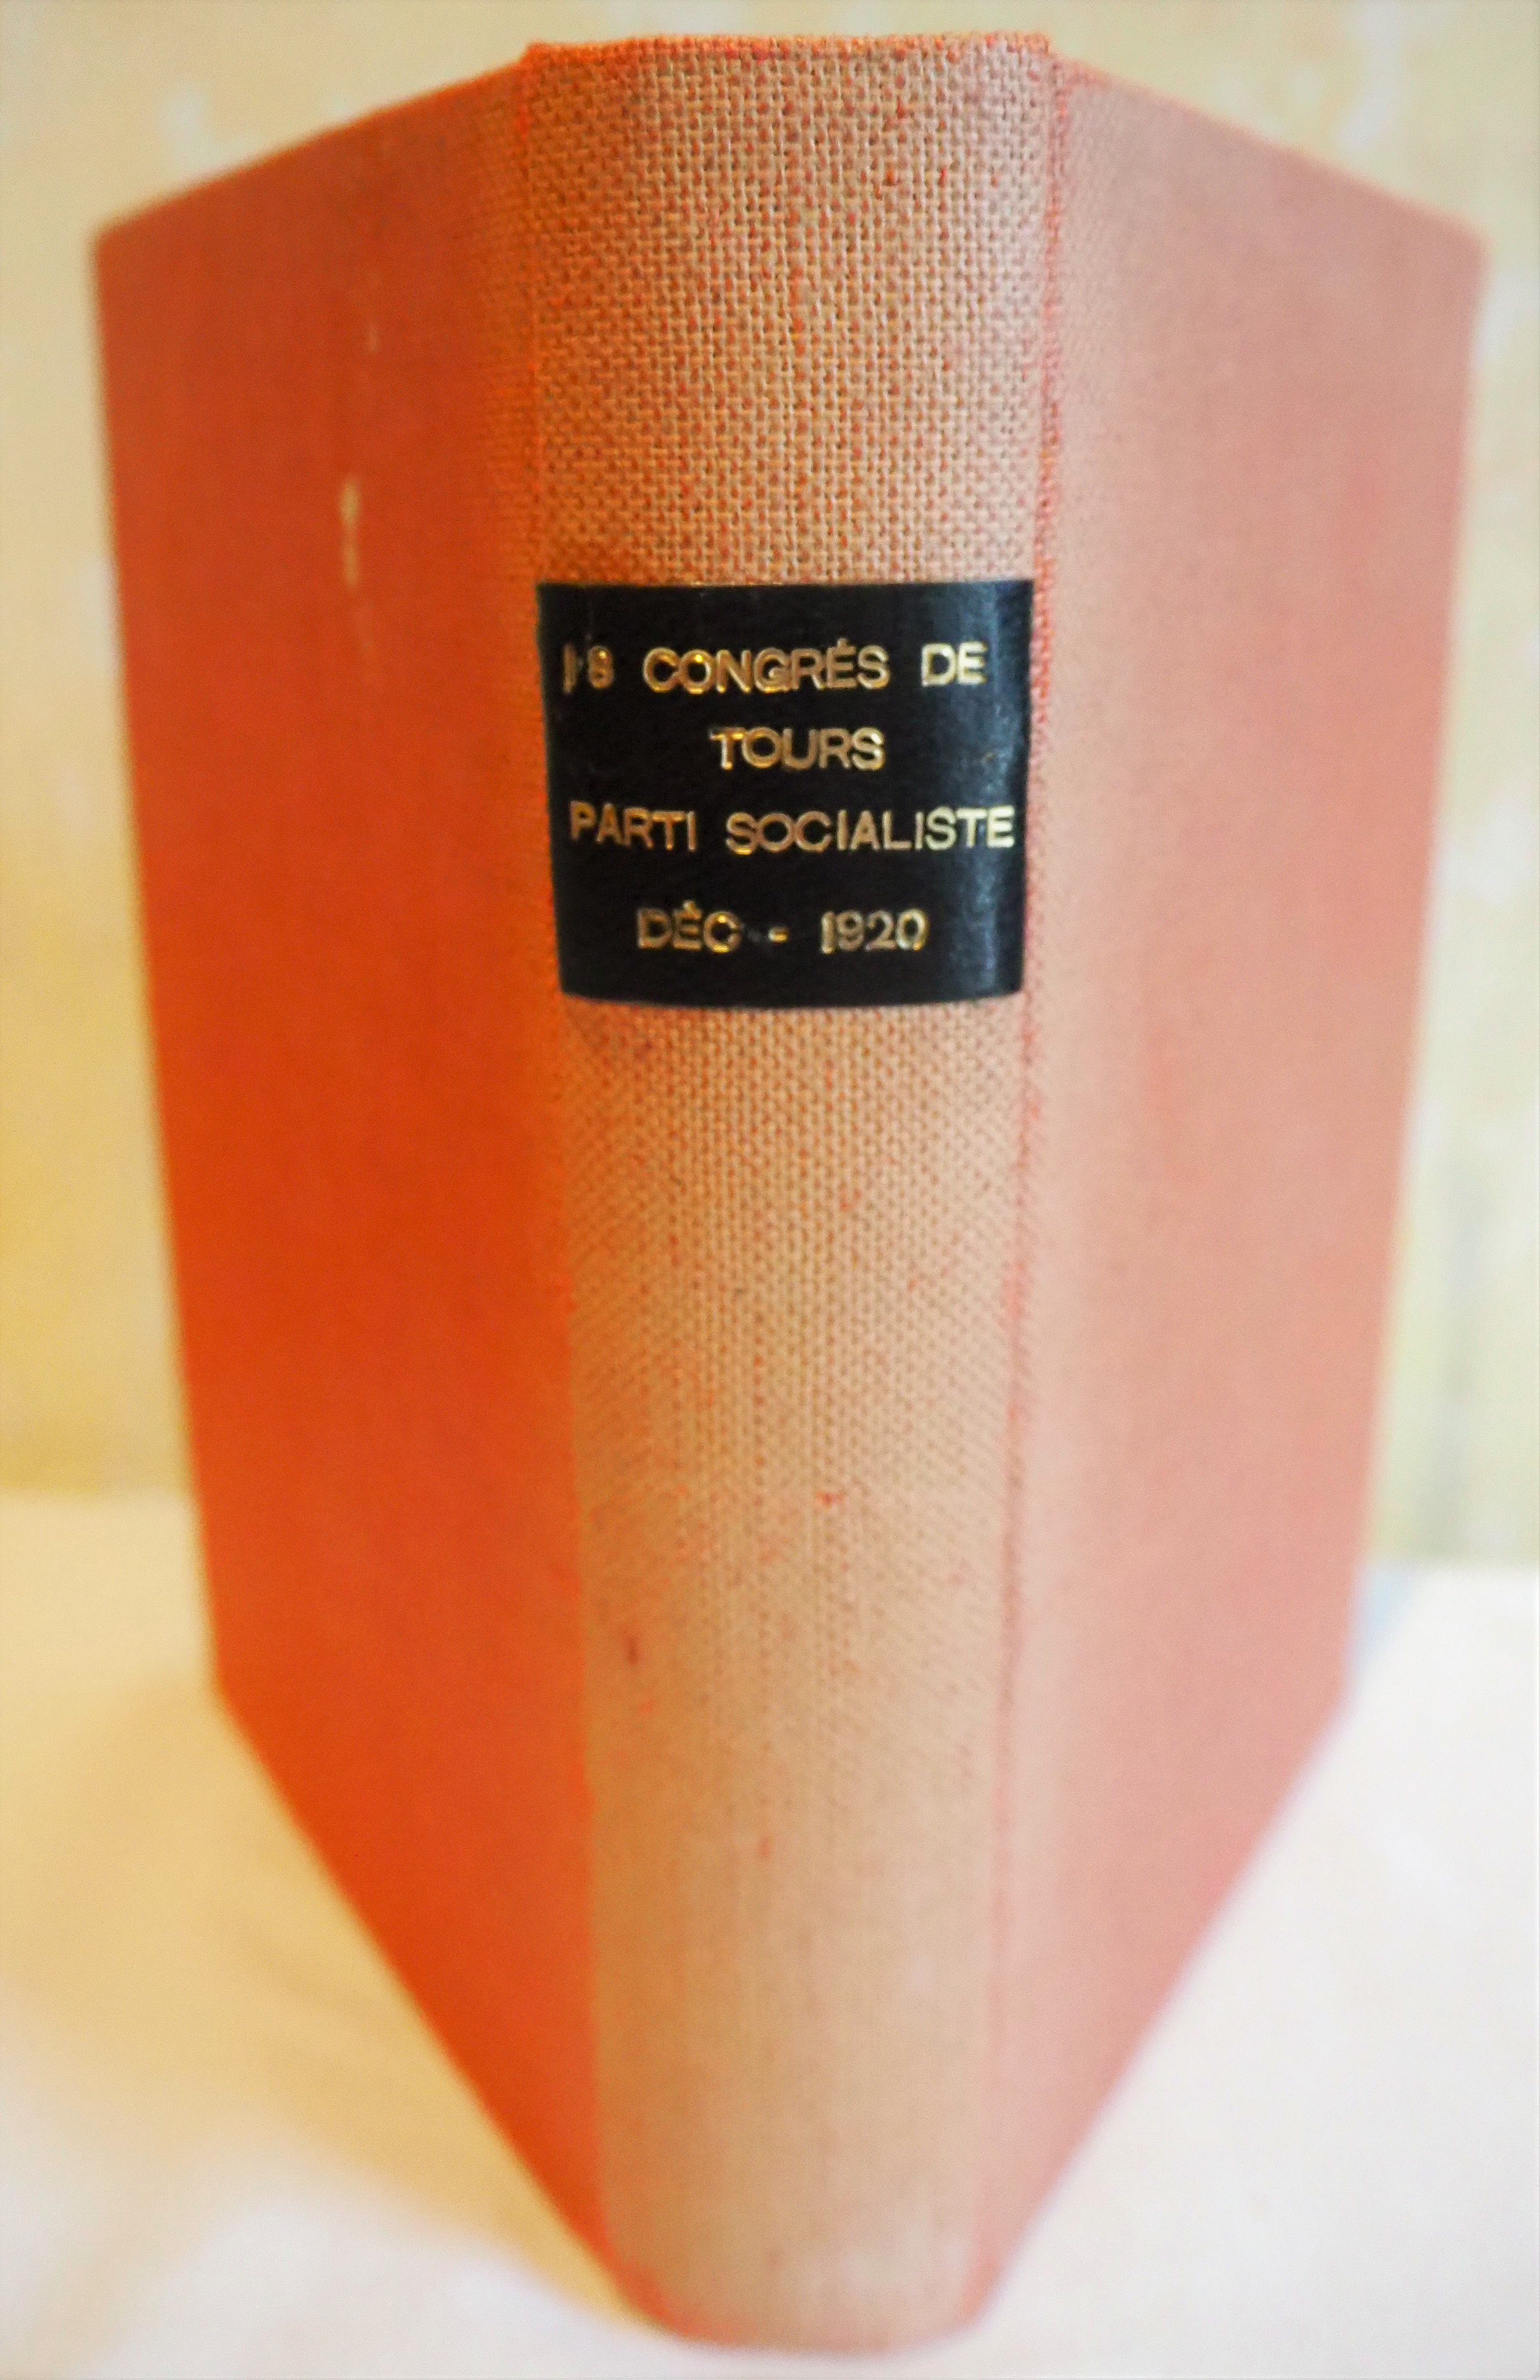 18 CONGRÉS DE
TOURS
PARTI SOCIALISTE
DÉC - 1920